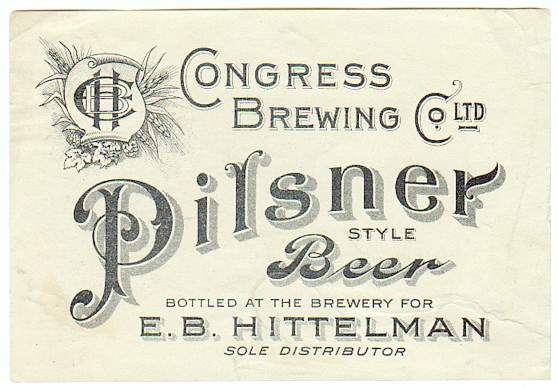 CONGRESS
BREWING CO LTD
Pilsner
STYLE
Beer
BOTTLED AT THE BREWERY FOR
E. B. HITTELMAN
SOLE DISTRIBUTOR